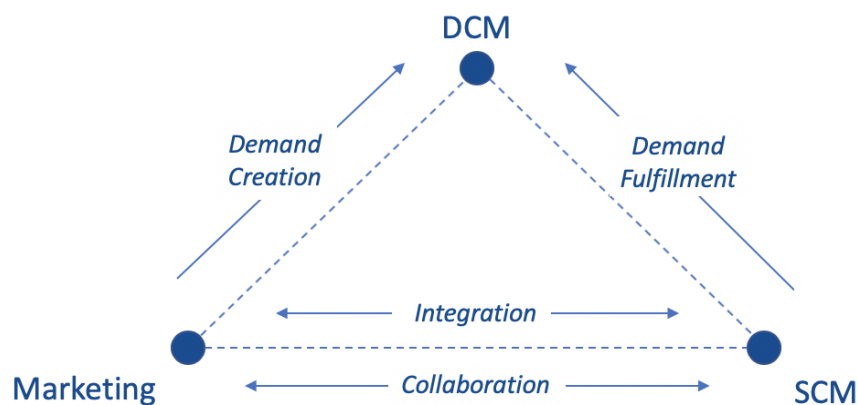 DCM
Demand
Creation
Demand
Fulfillment
Integration
Marketing
Collaboration
SCM